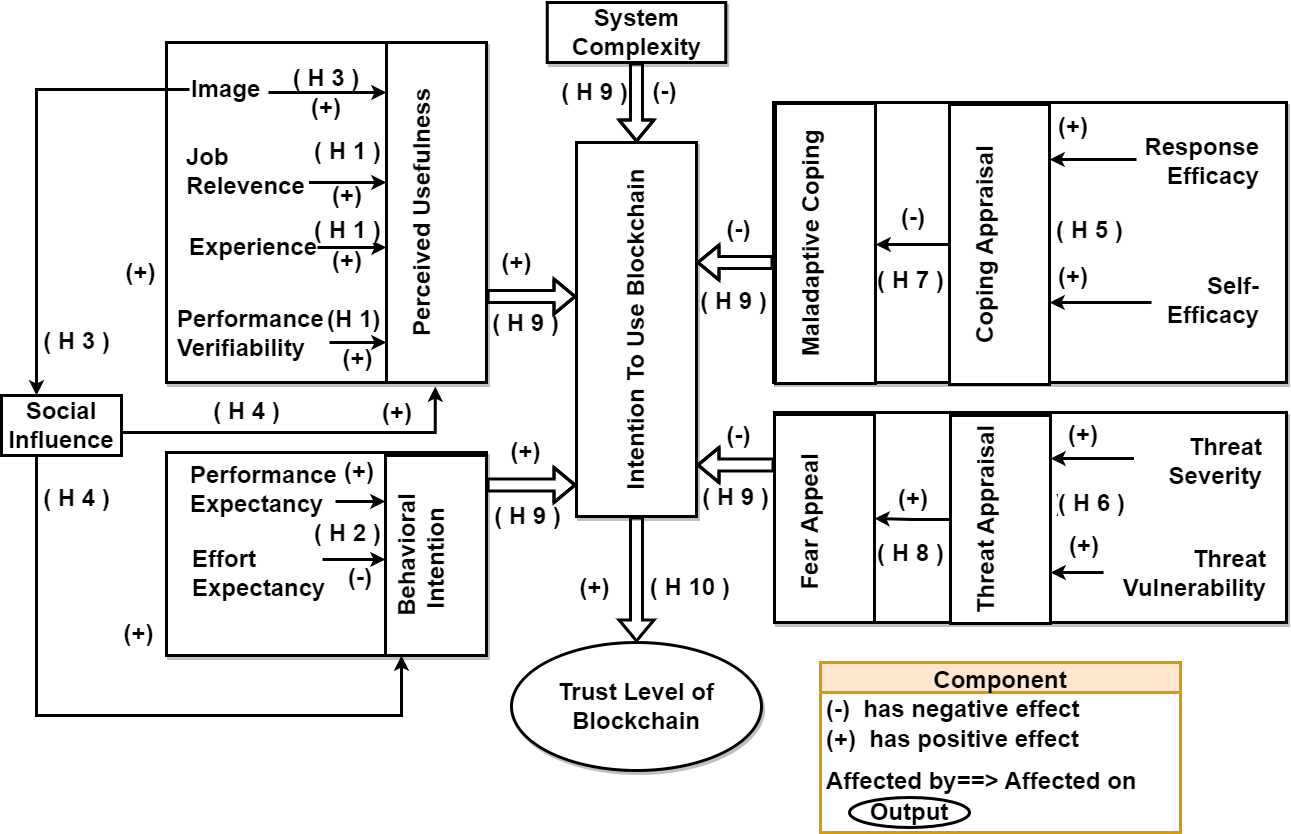 System
Complexity
( H 9 )
(-)
Image
( H 3 )
(+)
Job
Relevence
( H 1 )
(+)
Experience
( H 1 )
(+)
Performance
Verifiability
(H 1)
(+)
Perceived Usefulness
(+)
( H 3 )
Social
Influence
( H 4 )
(+)
( H 4 )
(+)
Performance
Expectancy
(+)
( H 2 )
Effort
Expectancy
(-)
Behavioral
Intention
(+)
( H 9 )
(+)
( H 9 )
Intention To Use Blockchain
(-)
( H 9 )
(-)
( H 9 )
Maladaptive Coping
(-)
( H 7 )
Coping Appraisal
(+)
Response
Efficacy
( H 5 )
(+)
Self-
Efficacy
Fear Appeal
(+)
( H 8 )
Threat Appraisal
(+)
Threat
Severity
( H 6 )
(+)
Threat
Vulnerability
(+)
( H 10 )
Trust Level of
Blockchain
Component
(-) has negative effect
(+) has positive effect
Affected by==> Affected on
Output